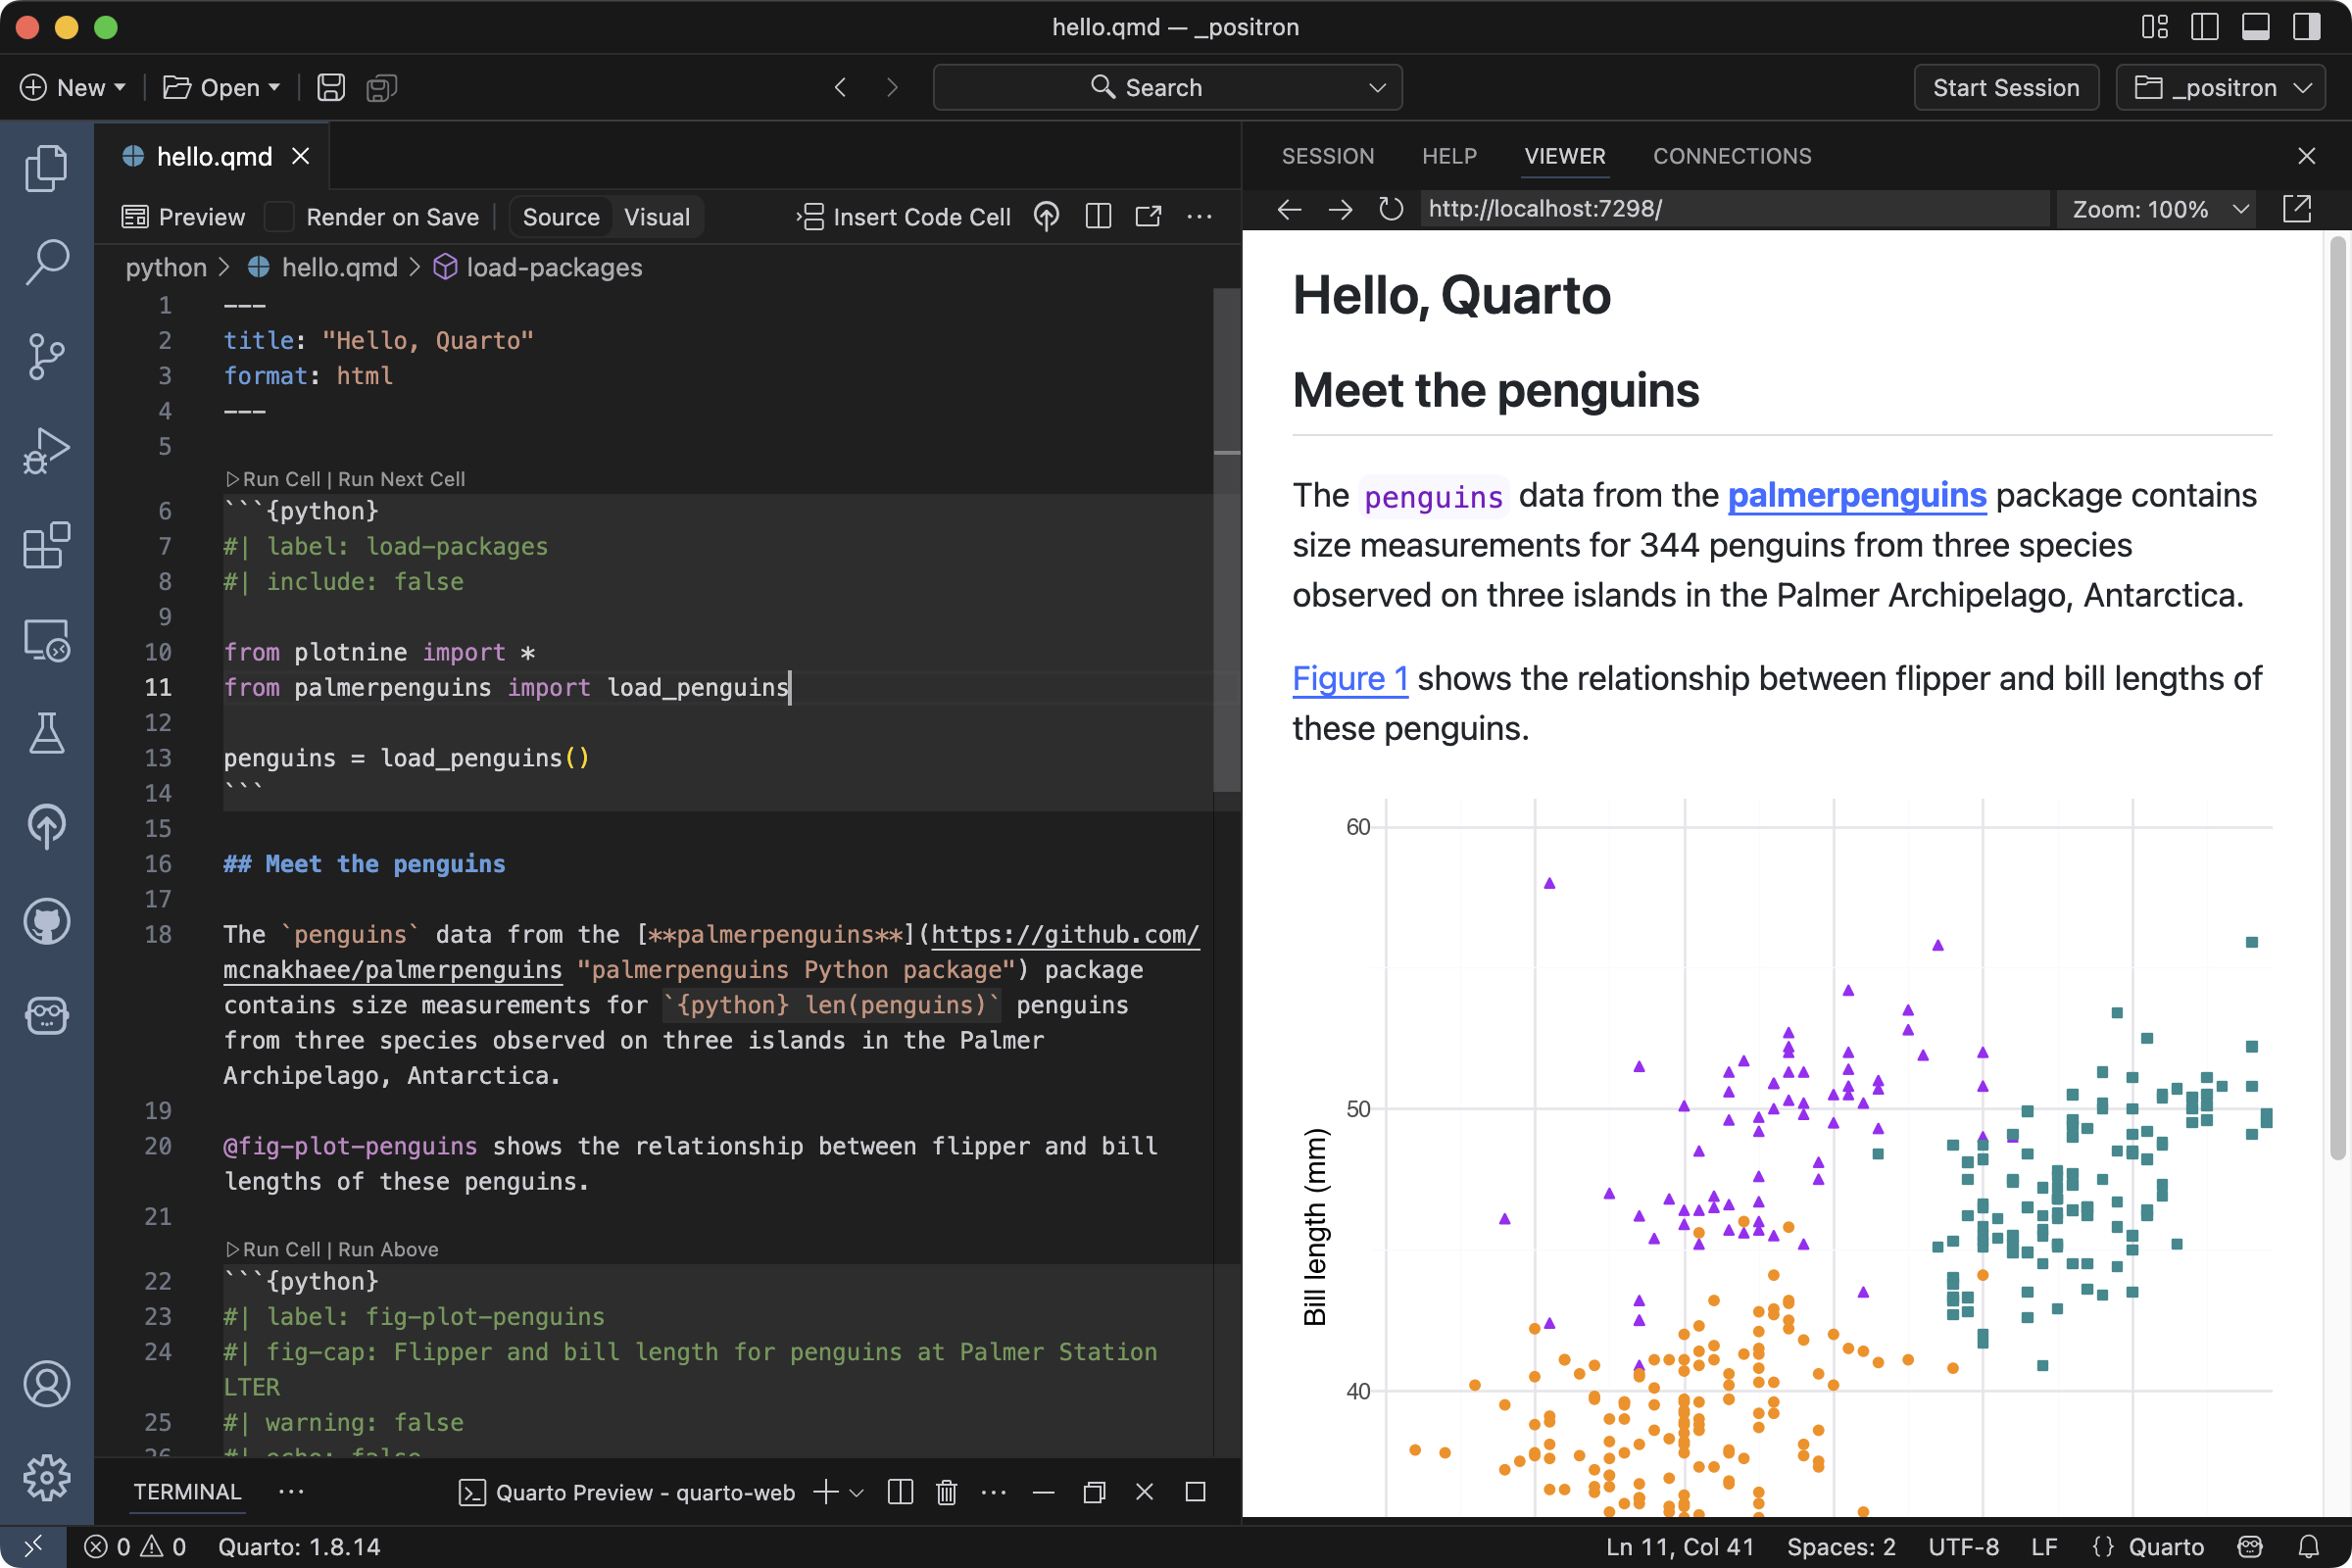 hello.qmd — _positron
New
Open
Search
Start Session
_positron
hello.qmd
Preview
Render on Save
Source
Visual
Insert Code Cell
python > hello.qmd > load-packages
1 ---
2 title: "Hello, Quarto"
3 format: html
4 ---
5
Run Cell | Run Next Cell
6 ```{python}
7 #| label: load-packages
8 #| include: false
9
10 from plotnine import *
11 from palmerpenguins import load_penguins
12
13 penguins = load_penguins()
14 ```
15
16 ## Meet the penguins
17
18 The `penguins` data from the [**palmerpenguins**](https://github.com/
mcnakhaee/palmerpenguins "palmerpenguins Python package") package
contains size measurements for `{python} len(penguins)` penguins
from three species observed on three islands in the Palmer
Archipelago, Antarctica.
19
20 @fig-plot-penguins shows the relationship between flipper and bill
lengths of these penguins.
21
Run Cell | Run Above
22 ```{python}
23 #| label: fig-plot-penguins
24 #| fig-cap: Flipper and bill length for penguins at Palmer Station
LTER
25 #| warning: false
26 #| echo: false
TERMINAL
Quarto Preview - quarto-web
SESSION
HELP
VIEWER
CONNECTIONS
http://localhost:7298/
Zoom: 100%
Hello, Quarto
Meet the penguins
The penguins data from the palmerpenguins package contains
size measurements for 344 penguins from three species
observed on three islands in the Palmer Archipelago, Antarctica.
Figure 1 shows the relationship between flipper and bill lengths of
these penguins.
60
50
40
Bill length (mm)
0
0
Quarto: 1.8.14
Ln 11, Col 41
Spaces: 2
UTF-8
LF
{} Quarto